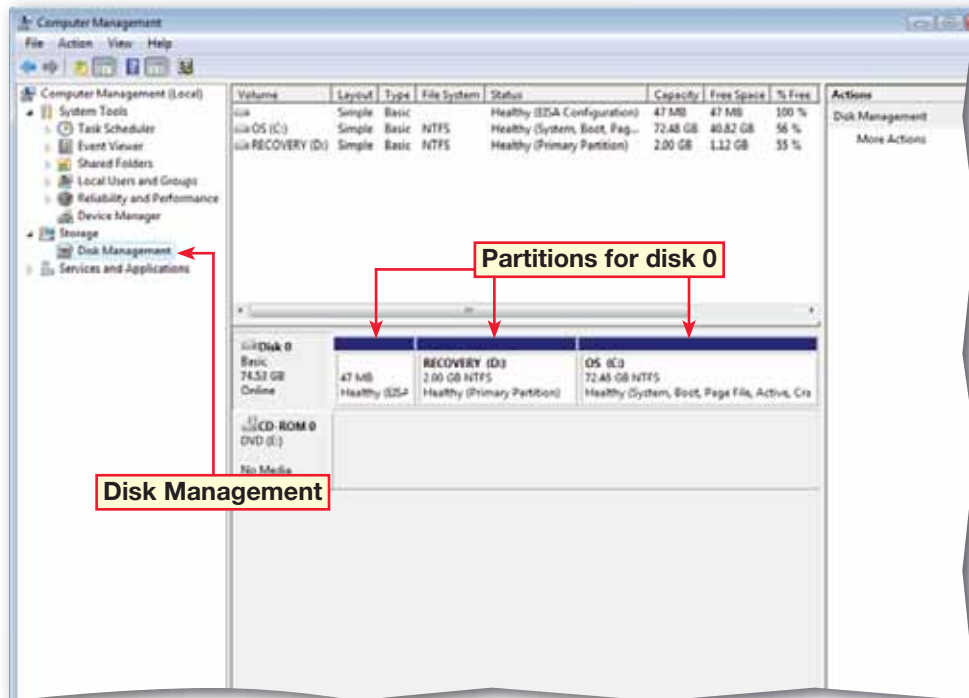 Computer Management
File Action View Help
Computer Management (Local)
System Tools
Task Scheduler
Event Viewer
Shared Folders
Local Users and Groups
Reliability and Performance
Device Manager
Storage
Disk Management
Services and Applications
Volume Layout Type File System Status Capacity Free Space % Free
Simple Basic Healthy (EISA Configuration) 47 MB 47 MB 100 %
OS (C:) Simple Basic NTFS Healthy (System, Boot, Pag... 72.48 GB 40.82 GB 56 %
RECOVERY (D:) Simple Basic NTFS Healthy (Primary Partition) 2.00 GB 1.12 GB 55 %
Actions
Disk Management
More Actions
Partitions for disk 0
Disk 0
Basic
74.53 GB
Online
47 MB
Healthy (EISA
RECOVERY (D:)
2.00 GB NTFS
Healthy (Primary Partition)
OS (C:)
72.48 GB NTFS
Healthy (System, Boot, Page File, Active, Cra
CD-ROM 0
DVD (E:)
No Media
Disk Management